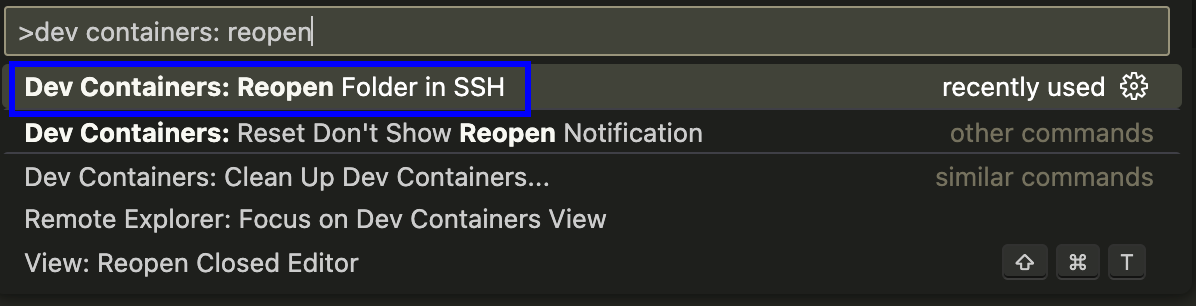 >dev containers: reopen
Dev Containers: Reopen Folder in SSH recently used
Dev Containers: Reset Don't Show Reopen Notification other commands
Dev Containers: Clean Up Dev Containers... similar commands
Remote Explorer: Focus on Dev Containers View
View: Reopen Closed Editor ⇧ ⌘ T